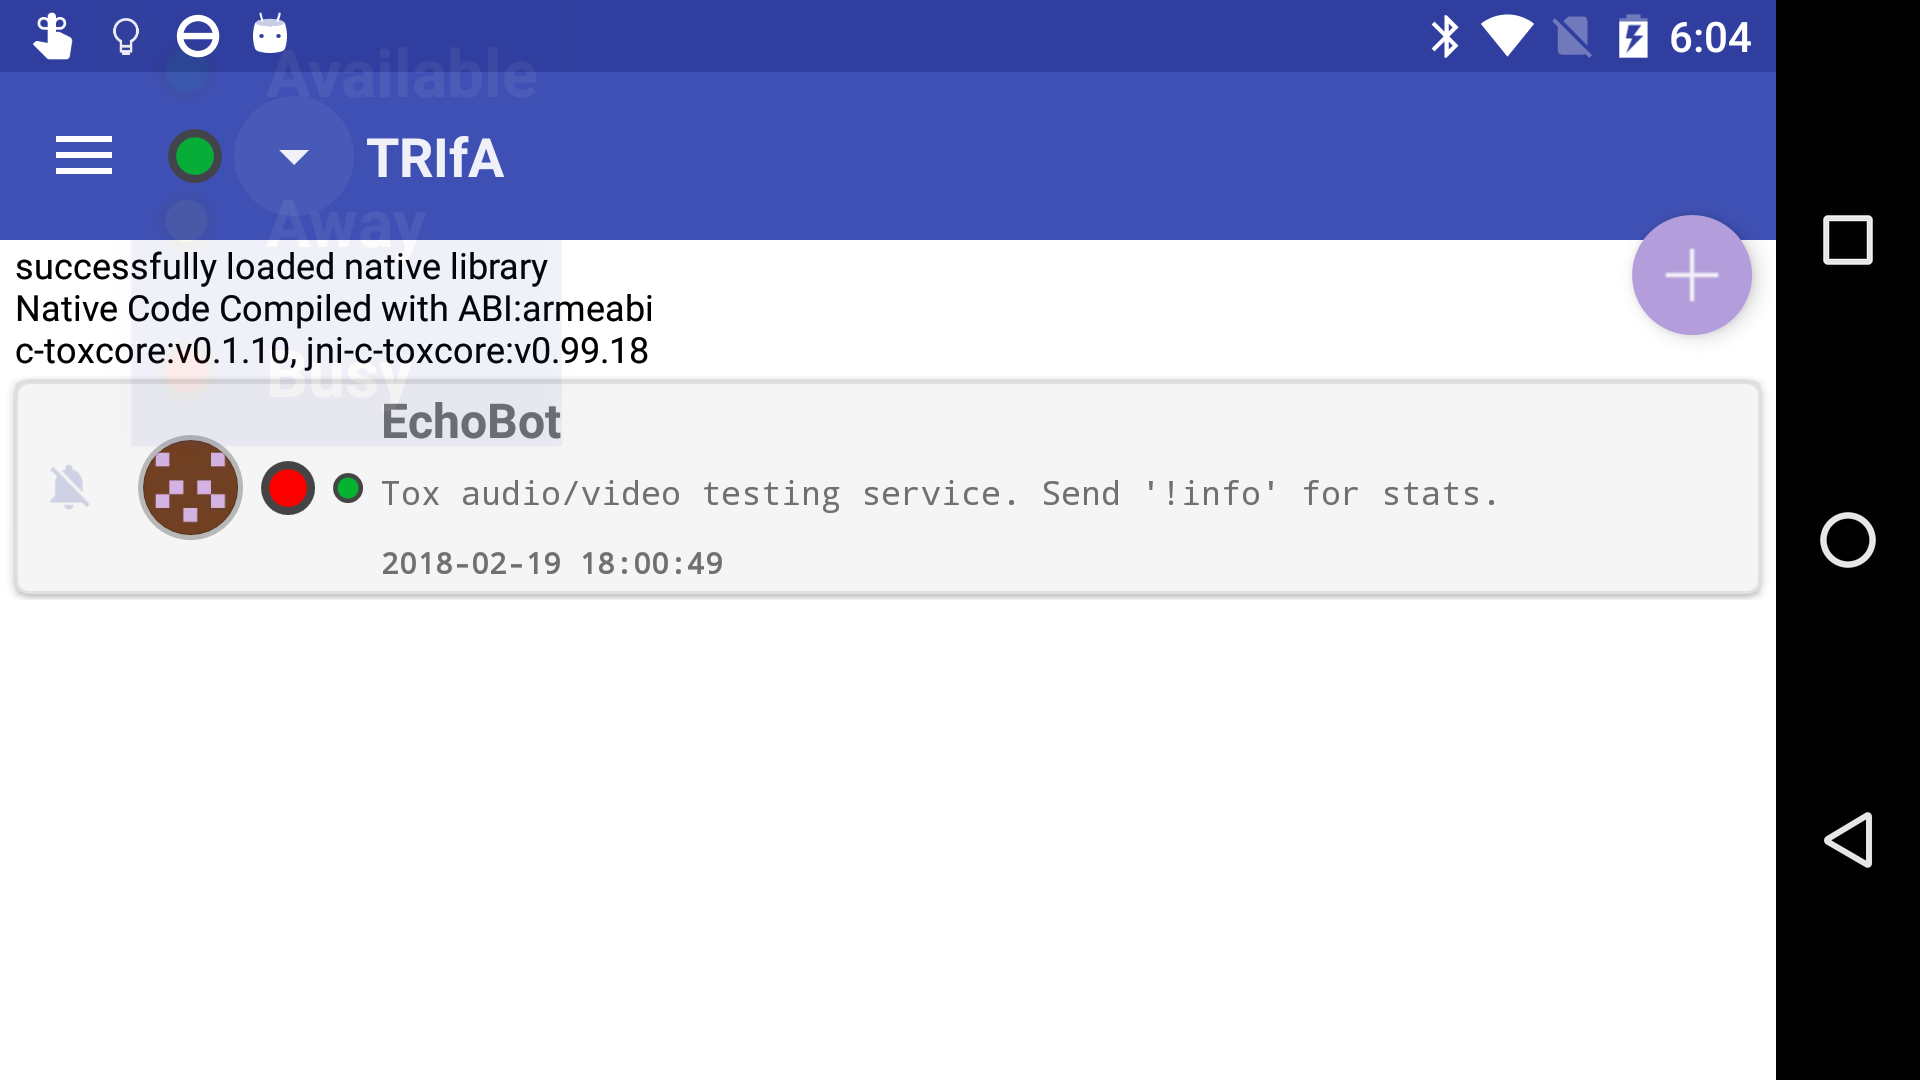 6:04
Available
TRIfA
Away
successfully loaded native library
Native Code Compiled with ABI:armeabi
c-toxcore:v0.1.10, jni-c-toxcore:v0.99.18
Busy
EchoBot
Tox audio/video testing service. Send '!info' for stats.
2018-02-19 18:00:49